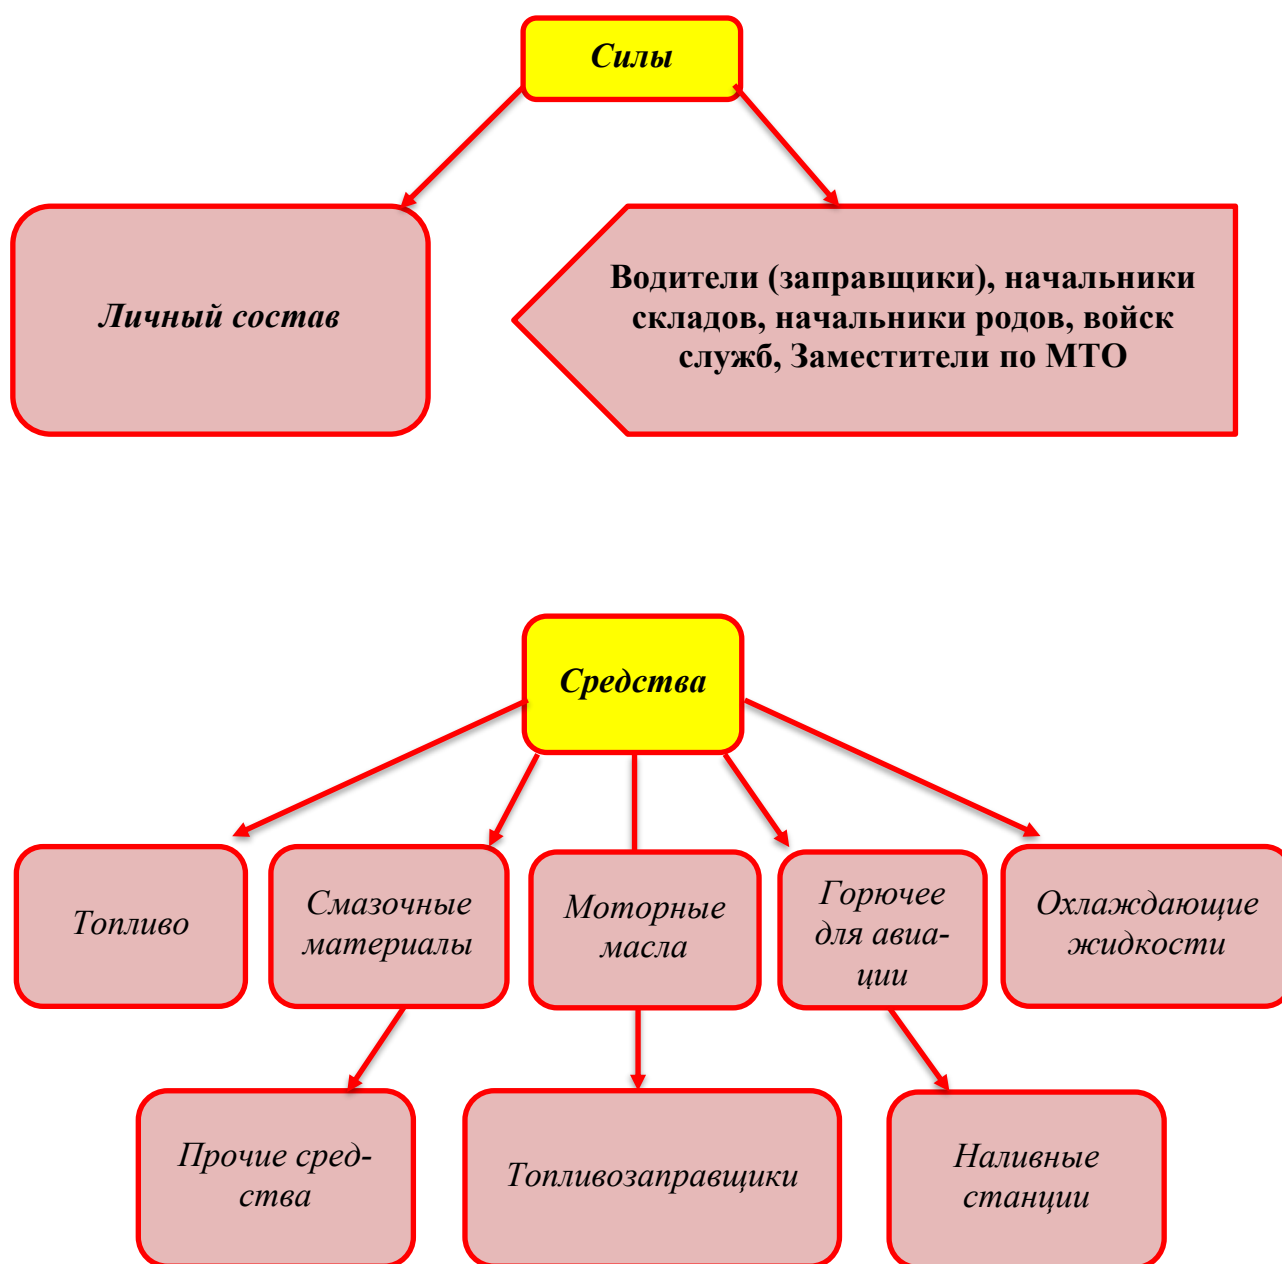 Силы
Личный состав
Водители (заправщики), начальники
складов, начальники родов, войск
служб, Заместители по МТО
Средства
Топливо
Смазочные
материалы
Моторные
масла
Горючее
для авиа-
ции
Охлаждающие
жидкости
Прочие сред-
ства
Топливозаправщики
Наливные
станции